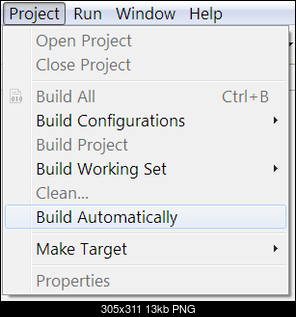 Project Run Window Help
Open Project
Close Project
Build All Ctrl+B
Build Configurations
Build Project
Build Working Set
Clean...
Build Automatically
Make Target
Properties
305x311 13kb PNG